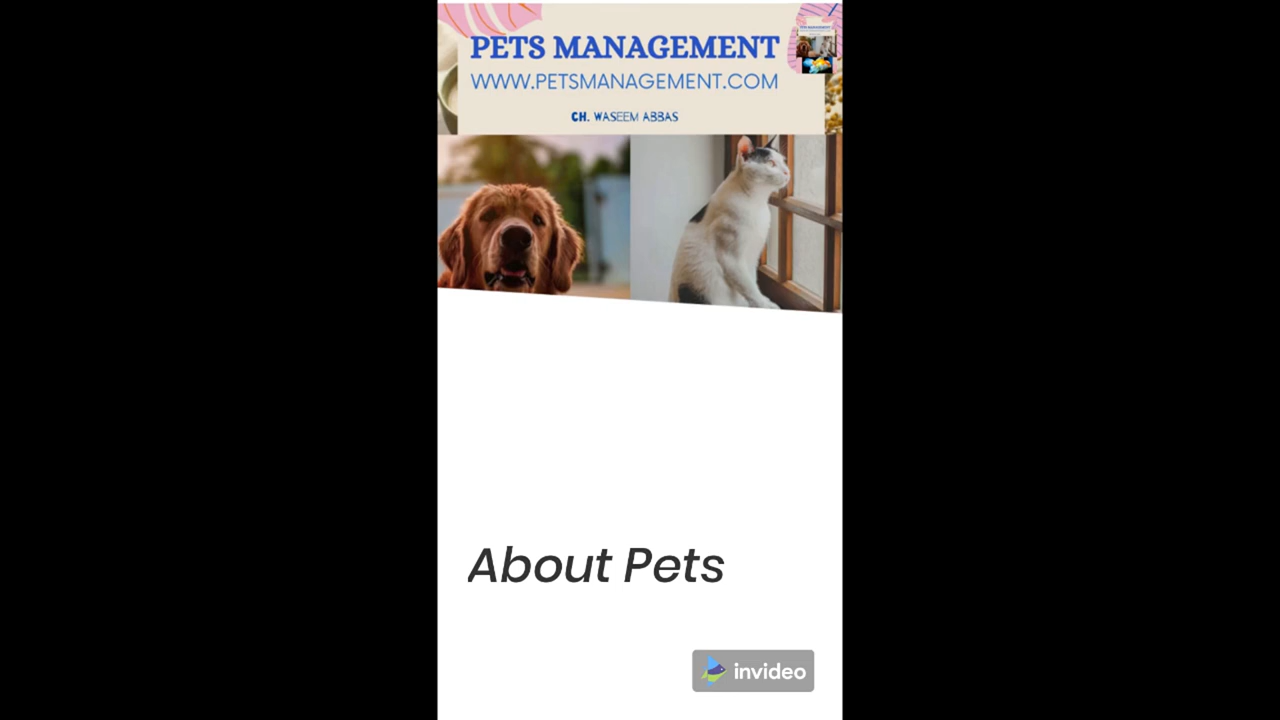 PETS MANAGEMENT
WWW.PETSMANAGEMENT.COM
CH. WASEEM ABBAS
About Pets
invideo